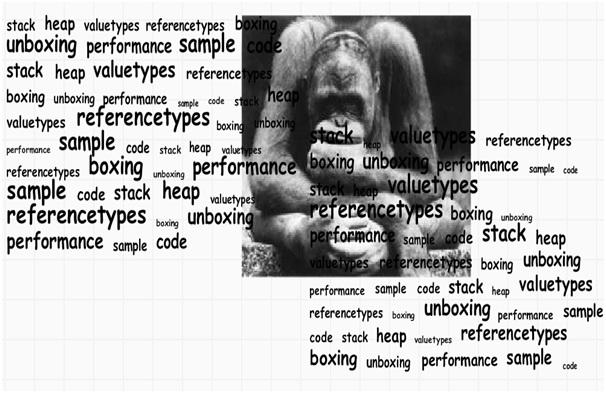 stack heap valuetypes referencetypes boxing
unboxing performance sample code
stack heap valuetypes referencetypes
boxing unboxing performance sample code stack heap
valuetypes referencetypes boxing unboxing
performance sample code stack heap valuetypes
referencetypes boxing unboxing performance
sample code stack heap valuetypes
referencetypes boxing unboxing
performance sample code
stack heap valuetypes referencetypes
boxing unboxing performance sample code
stack heap valuetypes
referencetypes boxing unboxing
performance sample code stack heap
valuetypes referencetypes boxing unboxing
performance sample code stack heap valuetypes
referencetypes boxing unboxing performance sample
code stack heap valuetypes referencetypes
boxing unboxing performance sample code